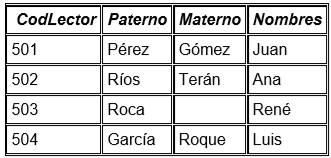 CodLector Paterno Materno Nombres
501 Pérez Gómez Juan
502 Ríos Terán Ana
503 Roca René
504 García Roque Luis